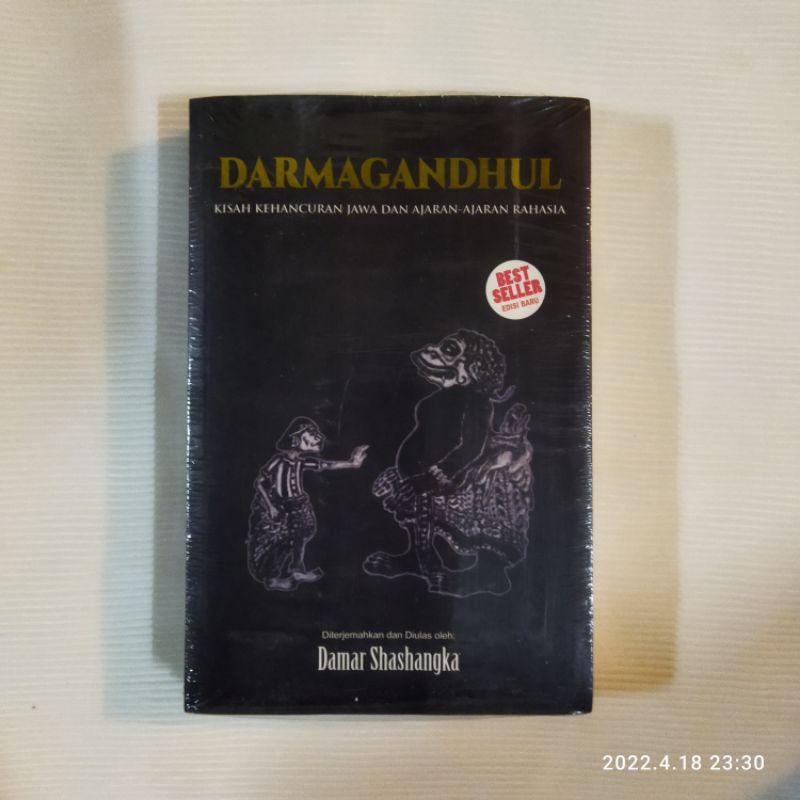 DARMAGANDHUL
KISAH KEHANCURAN JAWA DAN AJARAN-AJARAN RAHASIA
BEST
SELLER
EDISI BARU
Diterjemahkan dan Diulas oleh:
Damar Shashangka
2022.4.18 23:30